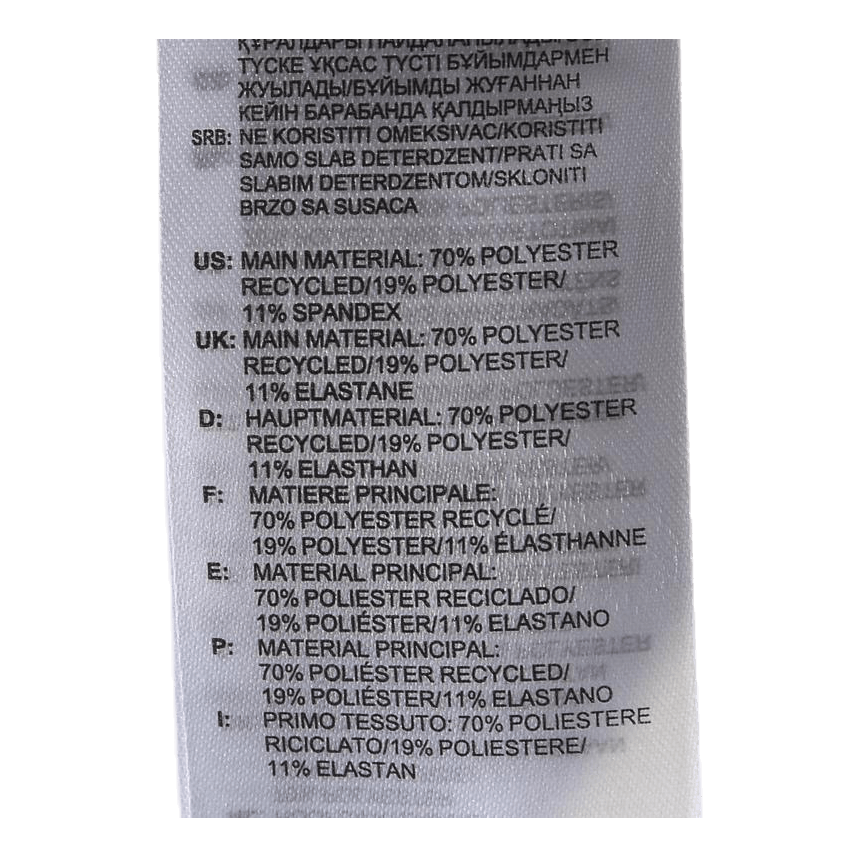 ТҮСКЕ ҰҚСАС ТҮСТІ БҰЙЫМДАРМЕН
ЖУЫЛАДЫ/БҰЙЫМДЫ ЖУҒАННАН
КЕЙІН БАРАБАНДА ҚАЛДЫРМАҢЫЗ
SRB: NE KORISTITI OMEKSIVAC/KORISTITI
SAMO SLAB DETERDZENT/PRATI SA
SLABIM DETERDZENTOM/SKLONITI
BRZO SA SUSACA
US: MAIN MATERIAL: 70% POLYESTER
RECYCLED/19% POLYESTER/
11% SPANDEX
UK: MAIN MATERIAL: 70% POLYESTER
RECYCLED/19% POLYESTER/
11% ELASTANE
D: HAUPTMATERIAL: 70% POLYESTER
RECYCLED/19% POLYESTER/
11% ELASTHAN
F: MATIERE PRINCIPALE:
70% POLYESTER RECYCLÉ/
19% POLYESTER/11% ÉLASTHANNE
E: MATERIAL PRINCIPAL:
70% POLIESTER RECICLADO/
19% POLIÉSTER/11% ELASTANO
P: MATERIAL PRINCIPAL:
70% POLIÉSTER RECYCLED/
19% POLIÉSTER/11% ELASTANO
I: PRIMO TESSUTO: 70% POLIESTERE
RICICLATO/19% POLIESTERE/
11% ELASTAN